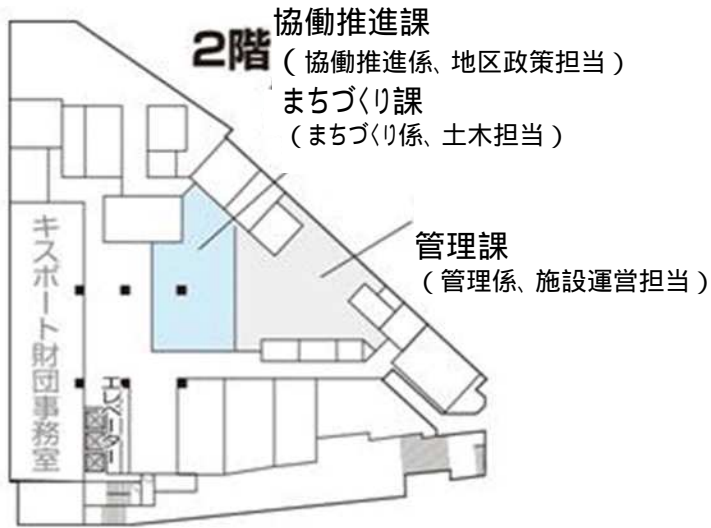 2階
協働推進課
（協働推進係、地区政策担当）
まちづくり課
（まちづくり係、土木担当）
管理課
（管理係、施設運営担当）
キスポート財団事務室
エレベーター